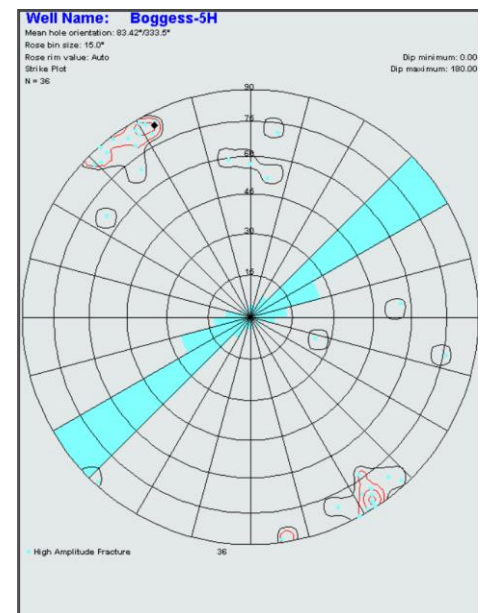 Well Name: Boggess-5H
Mean hole orientation: 83.42°/333.5°
Rose bin size: 15.0°
Rose rim value: Auto
Dip minimum: 0.00
Strike Plot
Dip maximum: 180.00
N = 36
90
75
60
45
30
15
High Amplitude Fracture 36